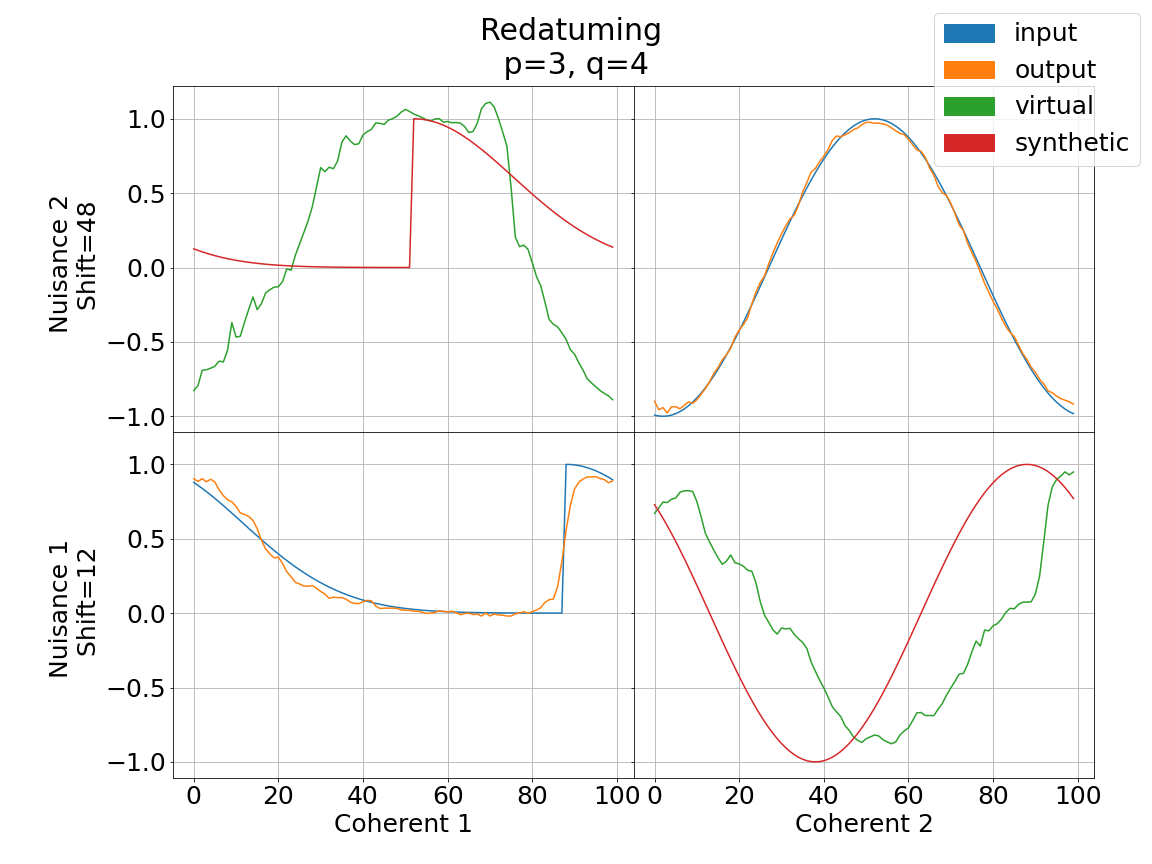 Redatuming
p=3, q=4
input
output
virtual
synthetic
Nuisance 2
Shift=48
1.0
0.5
0.0
−0.5
−1.0
Nuisance 1
Shift=12
1.0
0.5
0.0
−0.5
−1.0
0 20 40 60 80 100 0 20 40 60 80 100
Coherent 1 Coherent 2